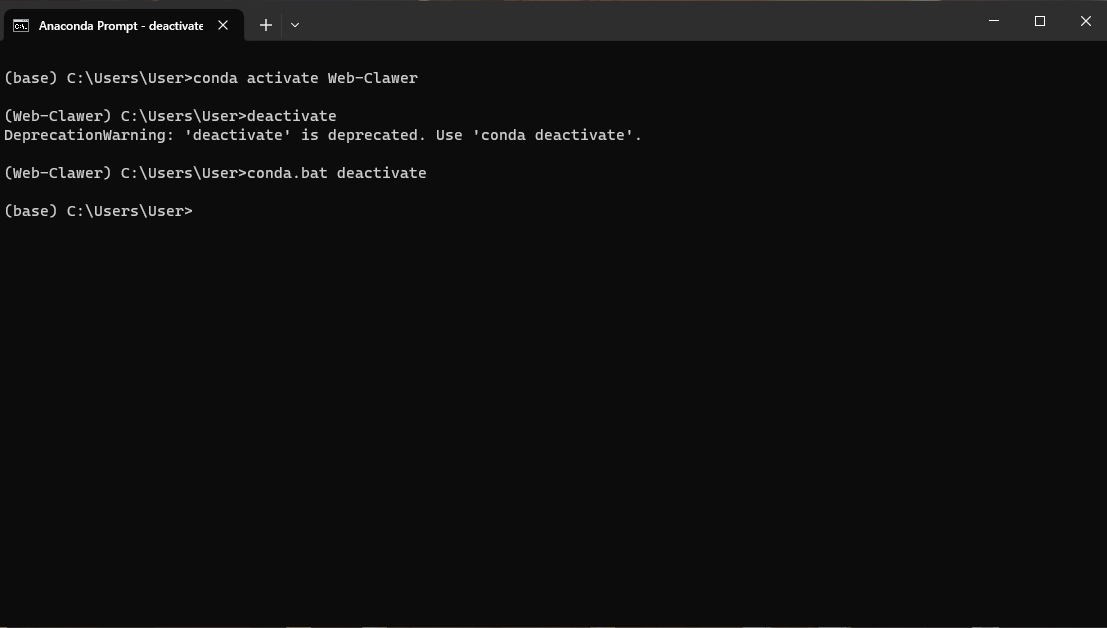 Anaconda Prompt - deactivate
(base) C:\Users\User>conda activate Web-Clawer
(Web-Clawer) C:\Users\User>deactivate
DeprecationWarning: 'deactivate' is deprecated. Use 'conda deactivate'.
(Web-Clawer) C:\Users\User>conda.bat deactivate
(base) C:\Users\User>